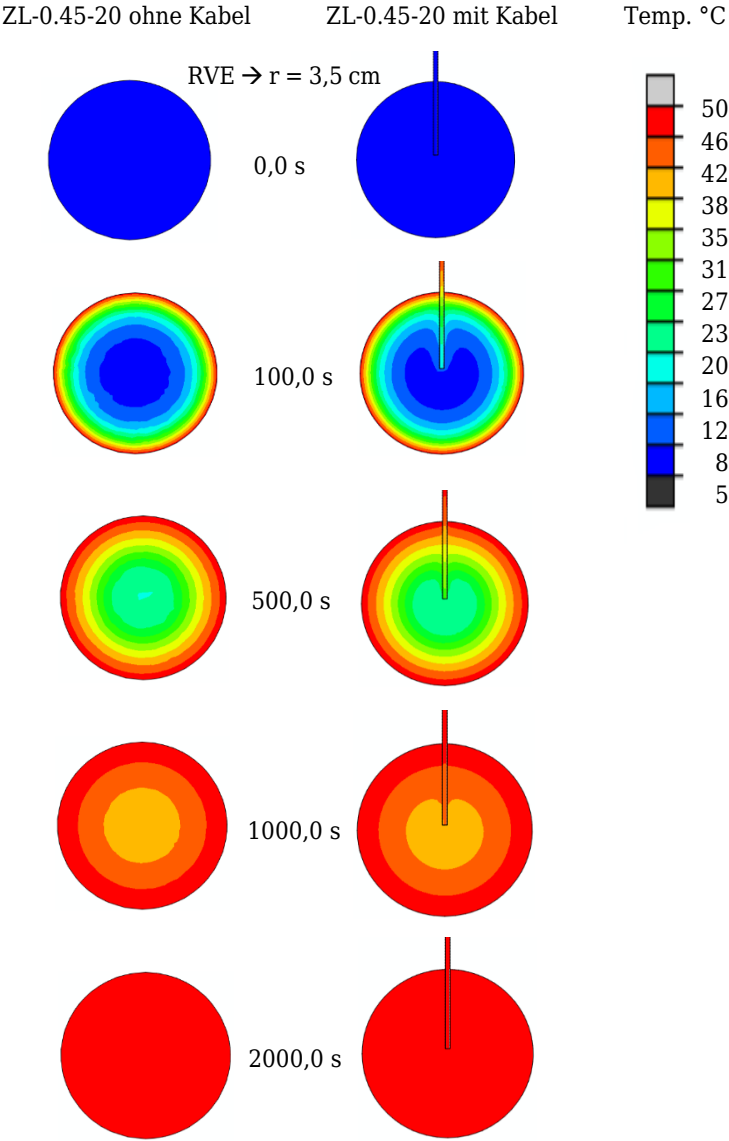 ZL-0.45-20 ohne Kabel
ZL-0.45-20 mit Kabel
Temp. °C
RVE → r = 3,5 cm
0,0 s
100,0 s
500,0 s
1000,0 s
2000,0 s
50
46
42
38
35
31
27
23
20
16
12
8
5